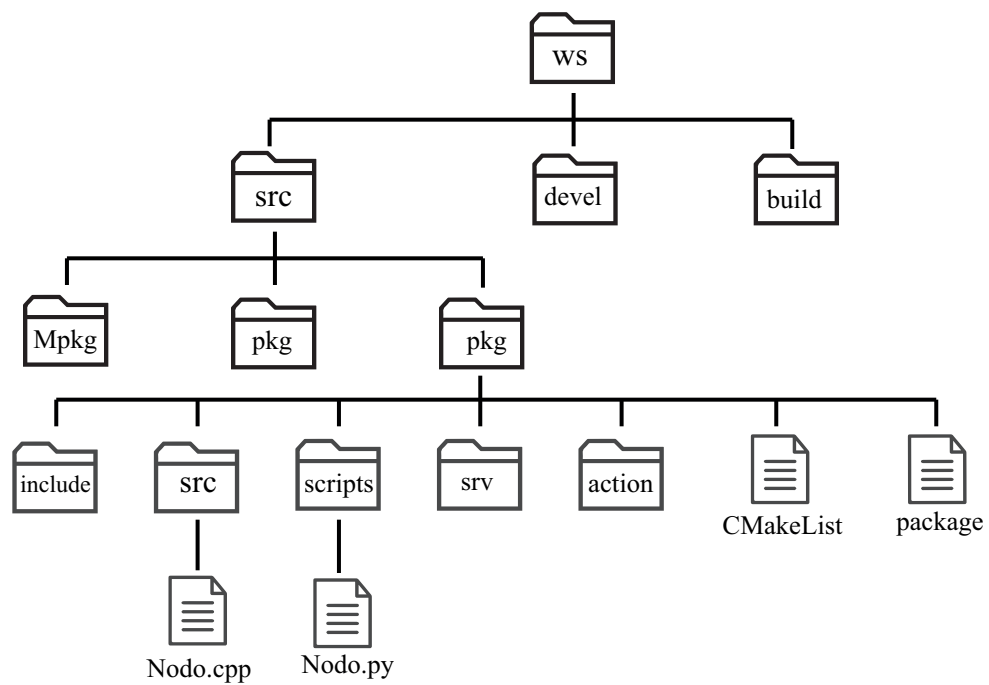 ws
src
devel
build
Mpkg
pkg
pkg
include
src
scripts
srv
action
CMakeList
package
Nodo.cpp
Nodo.py